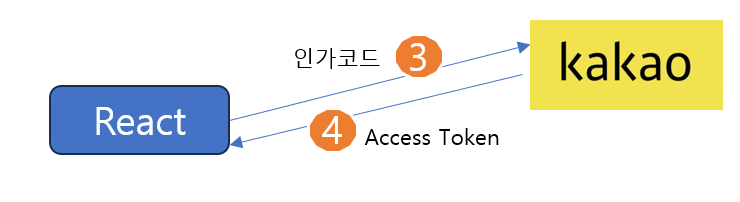 인가코드 3
kakao
React
4 Access Token